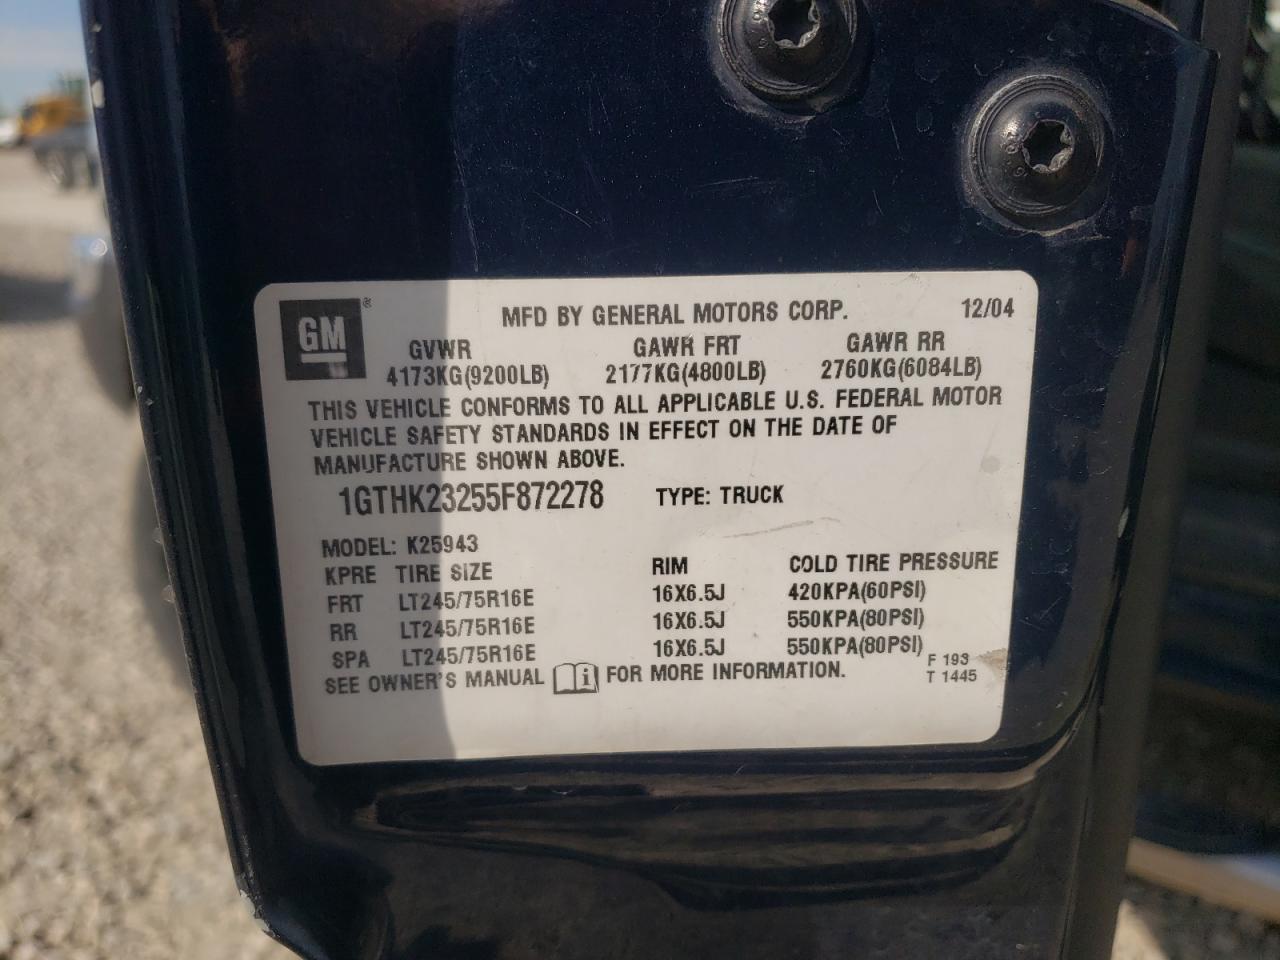 GM ®
MFD BY GENERAL MOTORS CORP. 12/04
GVWR GAWR FRT GAWR RR
4173KG(9200LB) 2177KG(4800LB) 2760KG(6084LB)
THIS VEHICLE CONFORMS TO ALL APPLICABLE U.S. FEDERAL MOTOR
VEHICLE SAFETY STANDARDS IN EFFECT ON THE DATE OF
MANUFACTURE SHOWN ABOVE.
1GTHK23255F872278 TYPE: TRUCK
MODEL: K25943
KPRE TIRE SIZE RIM COLD TIRE PRESSURE
FRT LT245/75R16E 16X6.5J 420KPA(60PSI)
RR LT245/75R16E 16X6.5J 550KPA(80PSI)
SPA LT245/75R16E 16X6.5J 550KPA(80PSI)
SEE OWNER'S MANUAL i FOR MORE INFORMATION.
F 193
T 1445